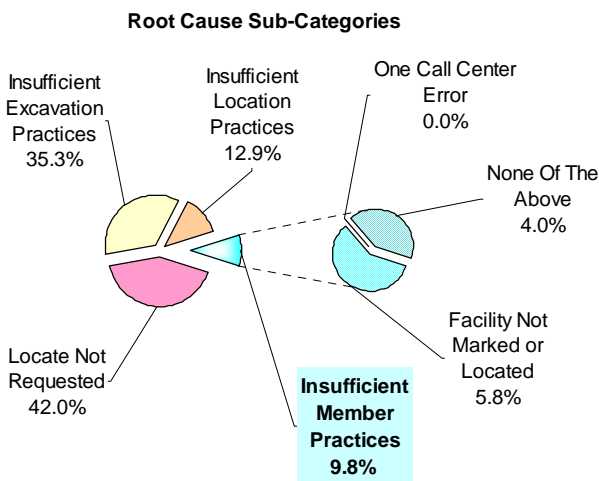 Root Cause Sub-Categories
Insufficient
Excavation
Practices
35.3%
Insufficient
Location
Practices
12.9%
One Call Center
Error
0.0%
None Of The
Above
4.0%
Facility Not
Marked or
Located
5.8%
Locate Not
Requested
42.0%
Insufficient
Member
Practices
9.8%